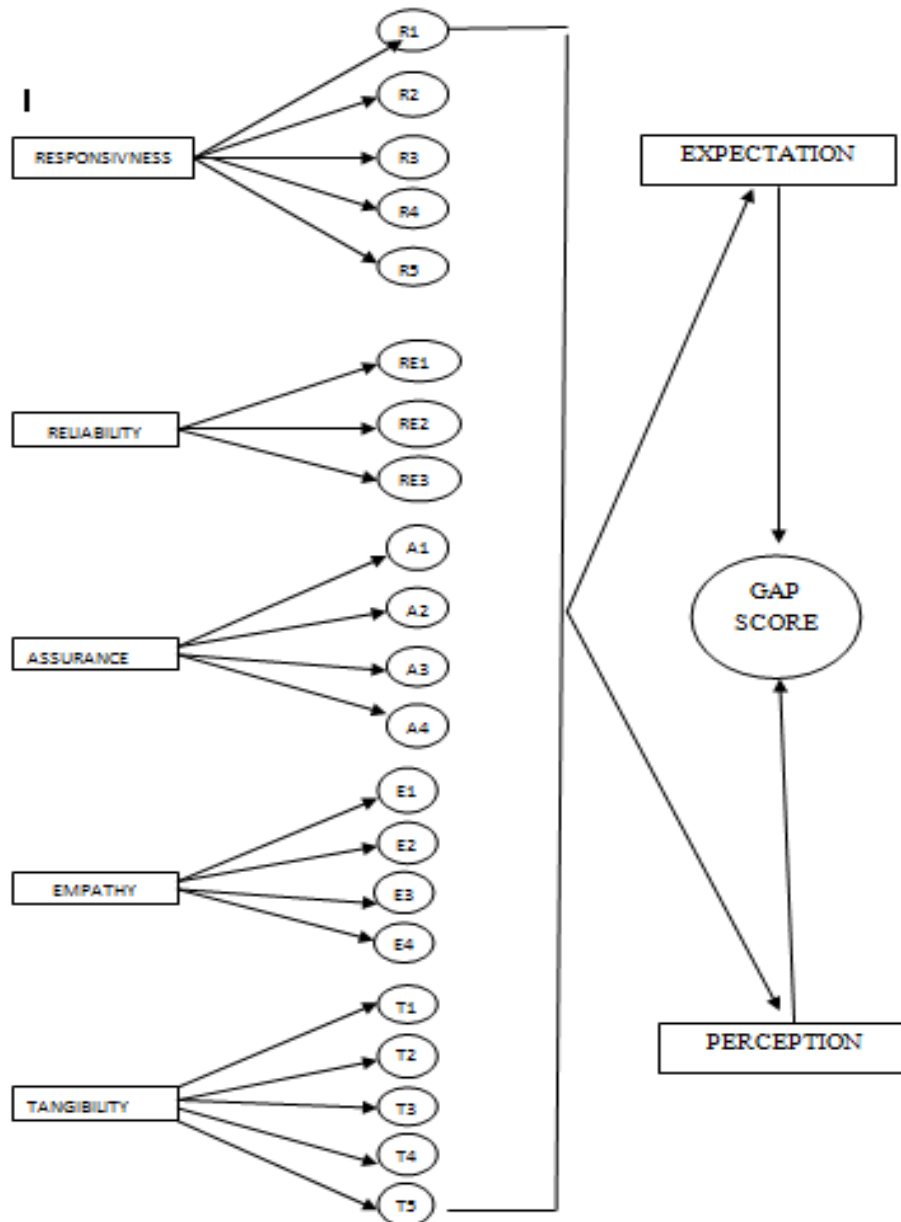 I
RESPONSIVNESS
R1
R2
R3
R4
R5
RELIABILITY
RE1
RE2
RE3
ASSURANCE
A1
A2
A3
A4
EMPATHY
E1
E2
E3
E4
TANGIBILITY
T1
T2
T3
T4
T5
EXPECTATION
GAP
SCORE
PERCEPTION